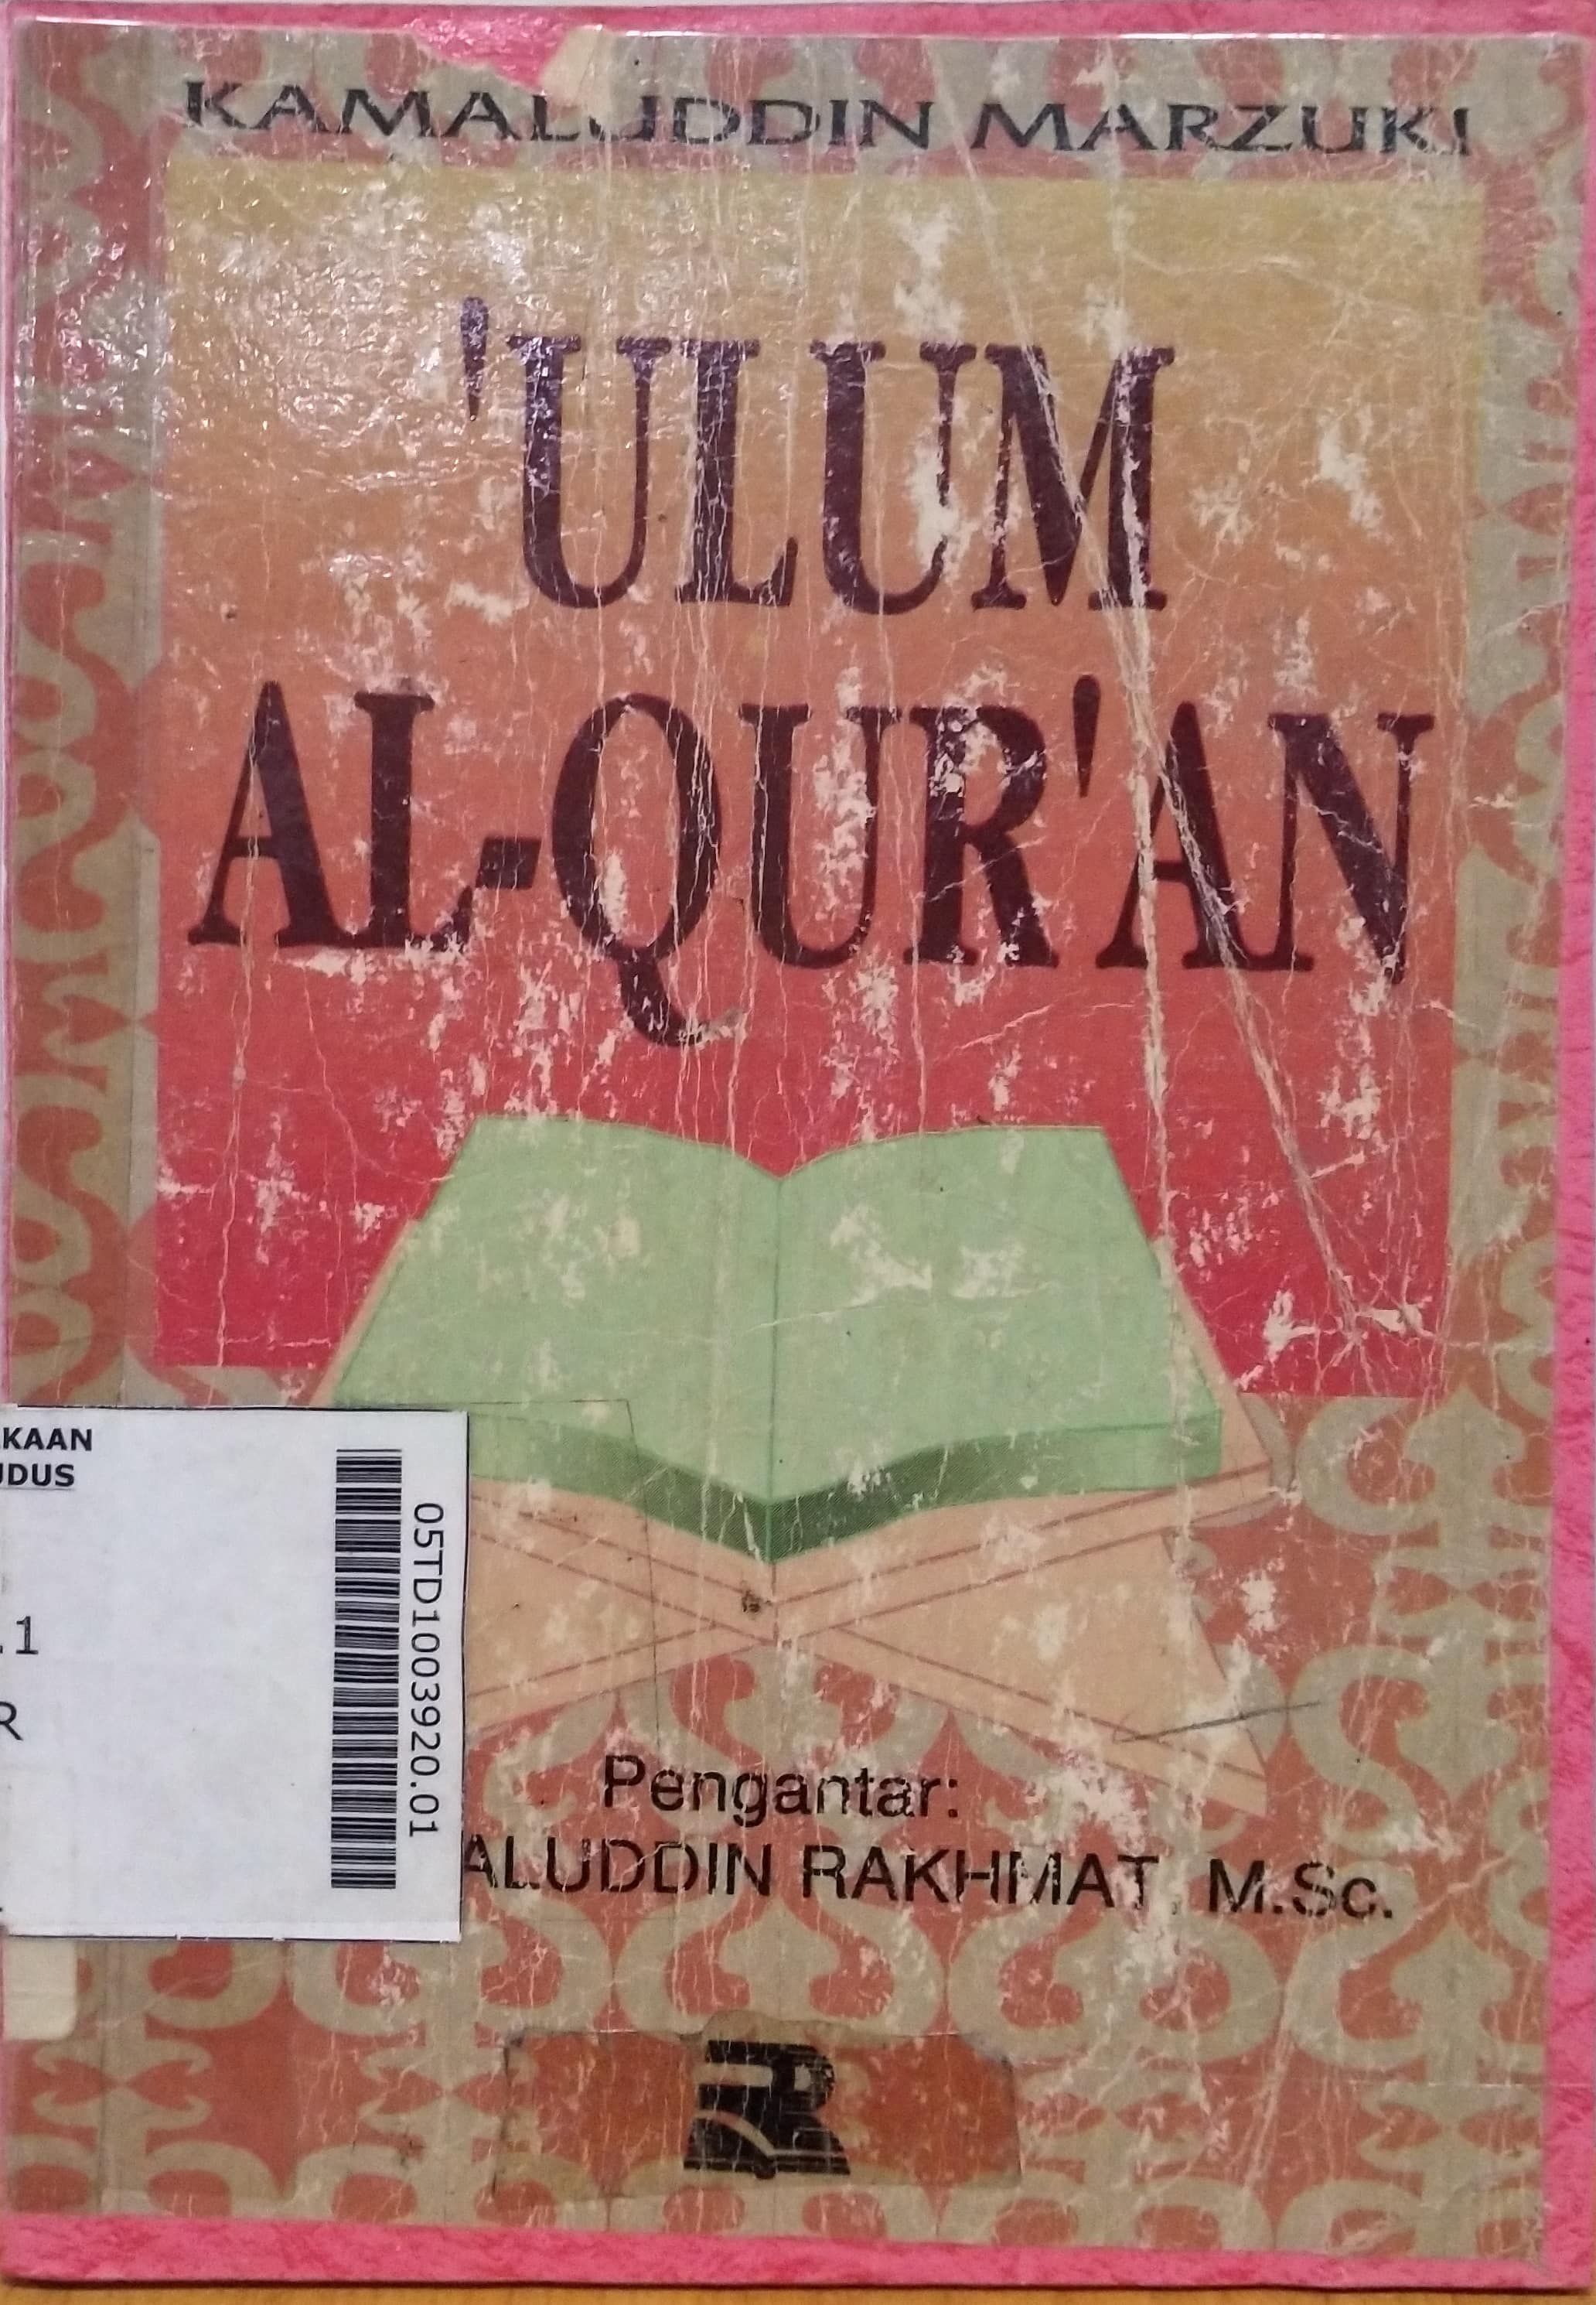 KAMALUDDIN MARZUKI
'ULUM
AL-QUR'AN
KAAN
UDUS
.1
R
05TD1003920.01
Pengantar:
ALUDDIN RAKHMAT, M.Sc.